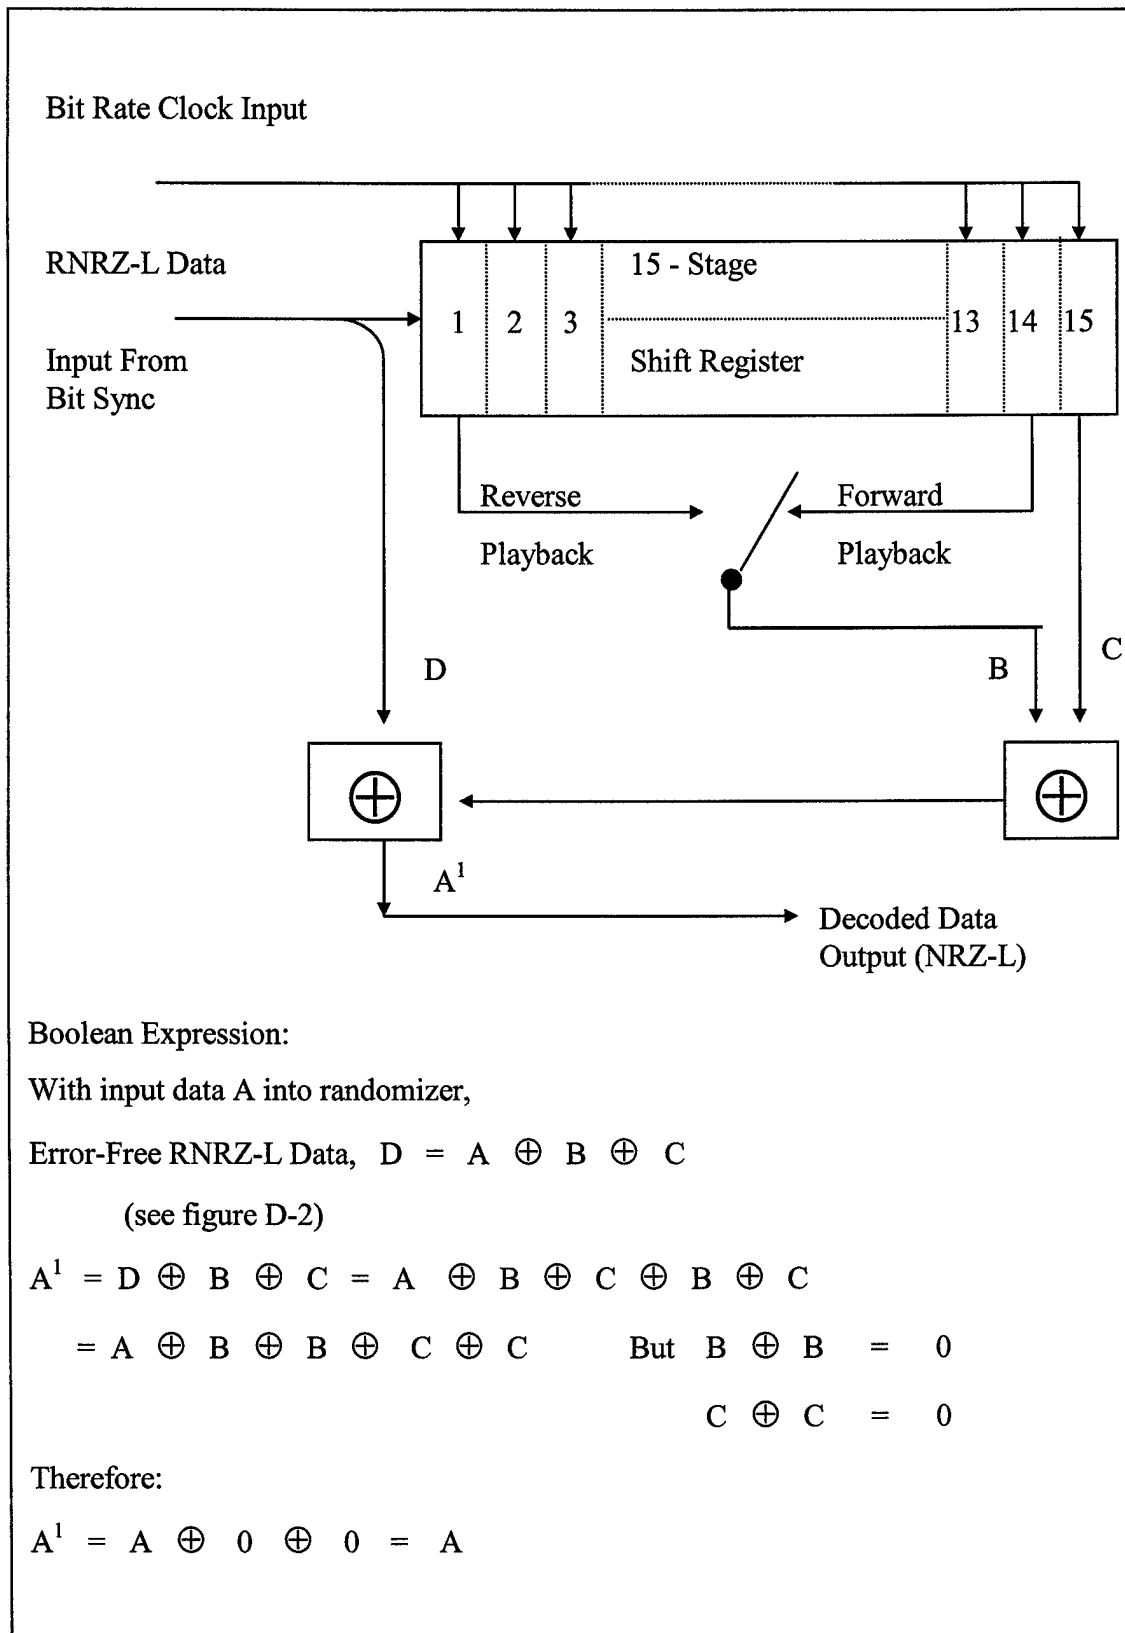 Bit Rate Clock Input
RNRZ-L Data
15 - Stage
1 2 3 13 14 15
Input From
Bit Sync
Shift Register
Reverse
Forward
Playback
Playback
D
B
C
⊕
⊕
A¹
Decoded Data
Output (NRZ-L)
Boolean Expression:
With input data A into randomizer,
Error-Free RNRZ-L Data, D = A ⊕ B ⊕ C
(see figure D-2)
A¹ = D ⊕ B ⊕ C = A ⊕ B ⊕ C ⊕ B ⊕ C
= A ⊕ B ⊕ B ⊕ C ⊕ C But B ⊕ B = 0
C ⊕ C = 0
Therefore:
A¹ = A ⊕ 0 ⊕ 0 = A